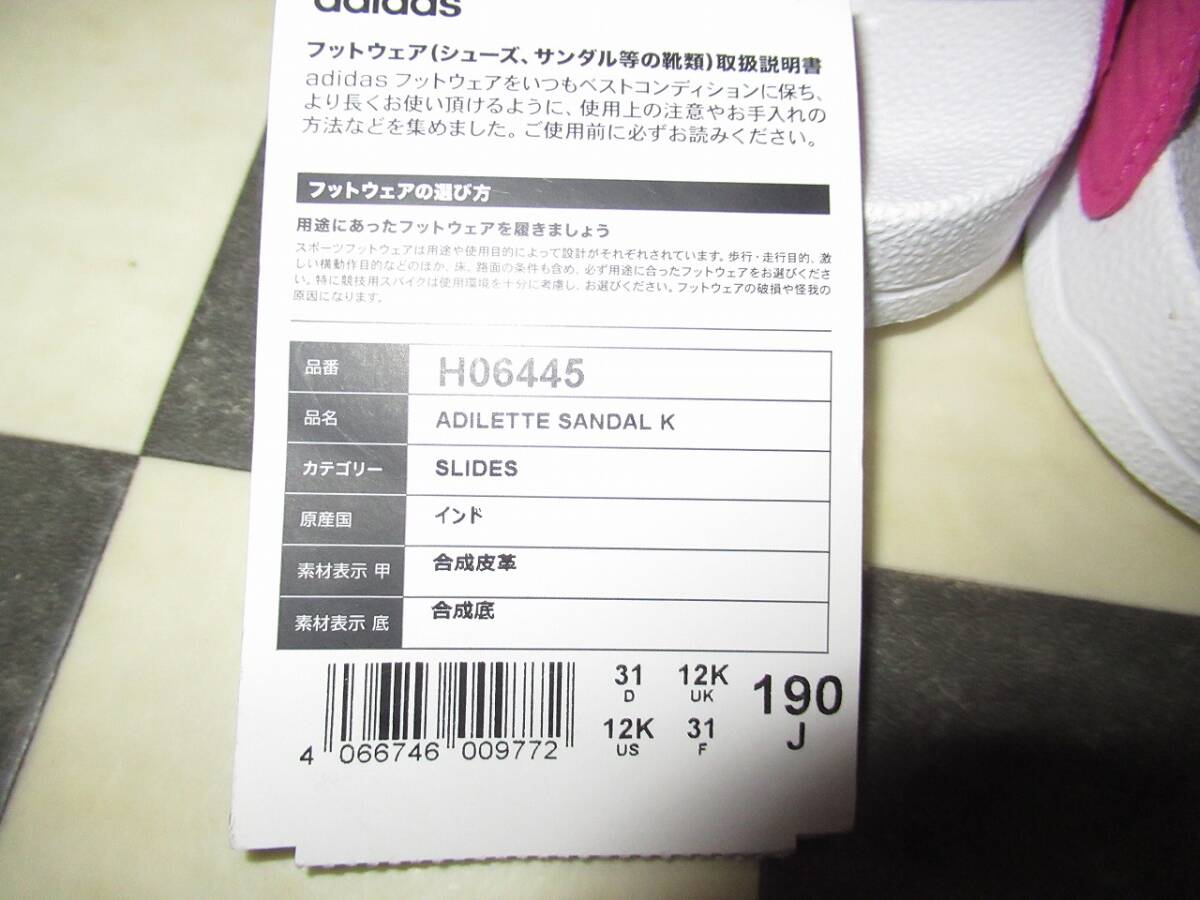 adidas
フットウェア(シューズ、サンダル等の靴類)取扱説明書
adidas フットウェアをいつもベストコンディションに保ち、
より長くお使い頂けるように、使用上の注意やお手入れの
方法などを集めました。ご使用前に必ずお読みください。
フットウェアの選び方
用途にあったフットウェアを履きましょう
スポーツフットウェアは用途や使用目的によって設計がそれぞれされています。歩行・走行目的、激
しい横動作目的などのほか、床、路面の条件も含め、必ず用途に合ったフットウェアをお選びくださ
い。特に競技用スパイクは使用環境を十分に考慮し、お選びください。フットウェアの破損や怪我の
原因になります。
品番 H06445
品名 ADILETTE SANDAL K
カテゴリー SLIDES
原産国 インド
素材表示 甲 合成皮革
素材表示 底 合成底
31 12K
D UK
12K 31
US F
190
J
4 066746 009772